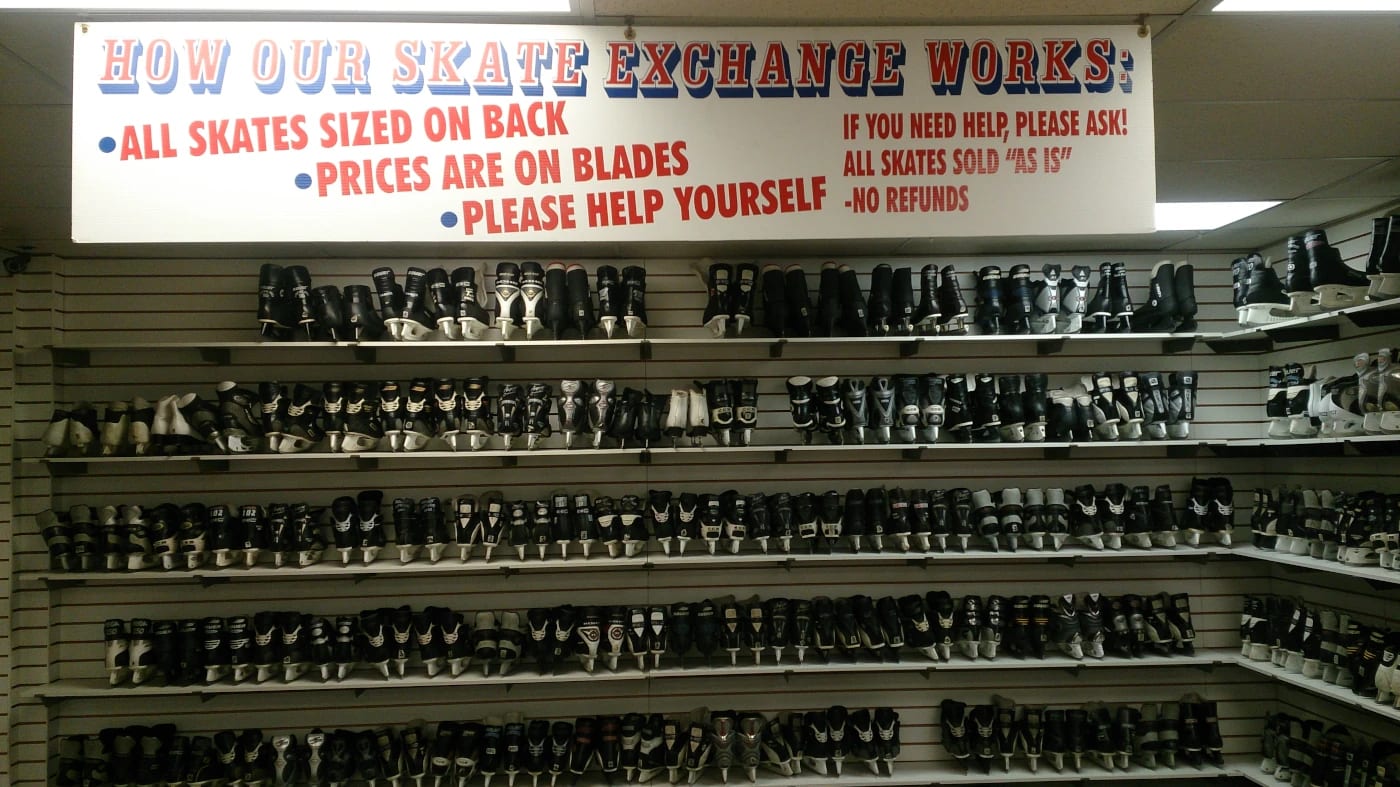 HOW OUR SKATE EXCHANGE WORKS:
•ALL SKATES SIZED ON BACK
•PRICES ARE ON BLADES
•PLEASE HELP YOURSELF
IF YOU NEED HELP, PLEASE ASK!
ALL SKATES SOLD "AS IS"
-NO REFUNDS